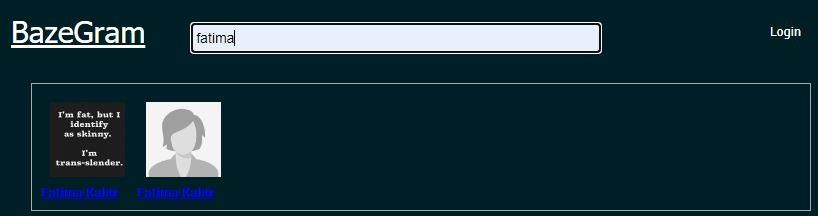 BazeGram
fatima
Login
I'm fat, but I
identify
as skinny.
I'm
trans-slender.
Fatima Kabir
Fatima Kabir